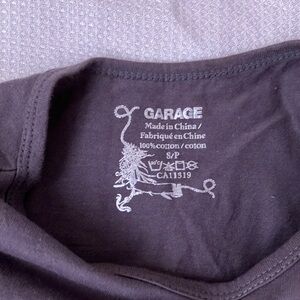 GARAGE
Made in China /
Fabriqué en Chine
100% cotton / coton
S/P
CA11519